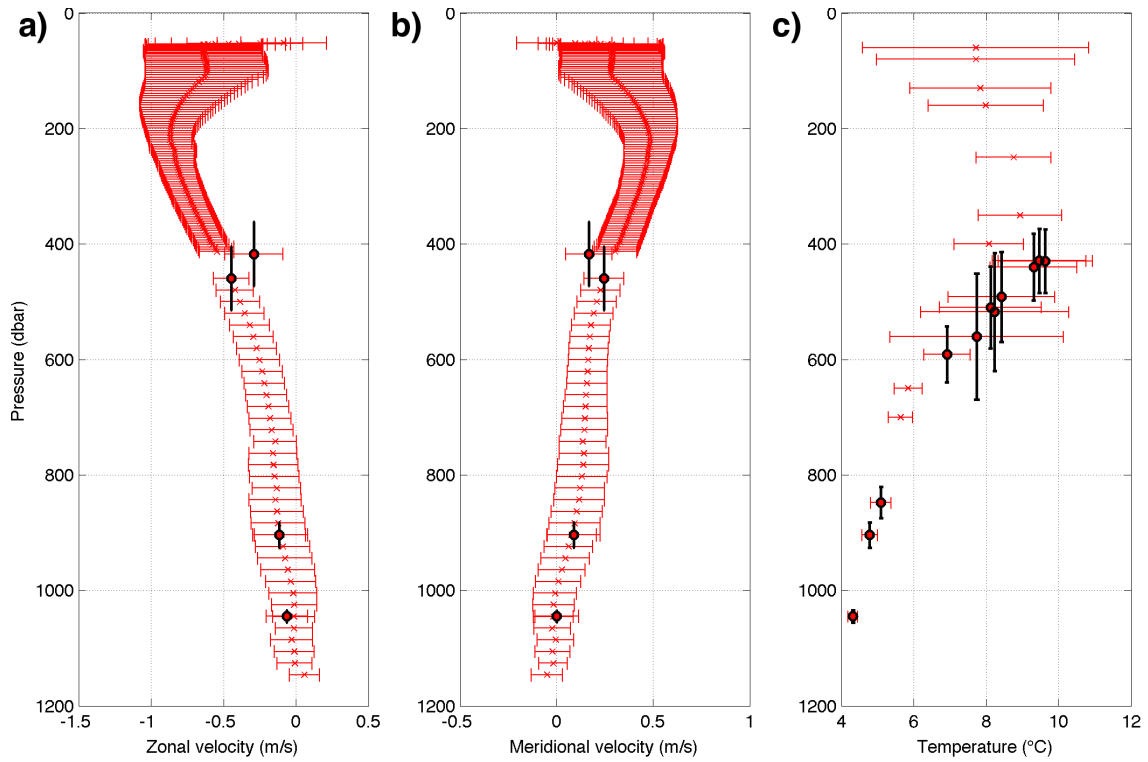 a)
0
200
400
600
800
1000
1200
Pressure (dbar)
-1.5 -1 -0.5 0 0.5
Zonal velocity (m/s)
b)
0
200
400
600
800
1000
1200
-0.5 0 0.5 1
Meridional velocity (m/s)
c)
0
200
400
600
800
1000
1200
4 6 8 10 12
Temperature (°C)